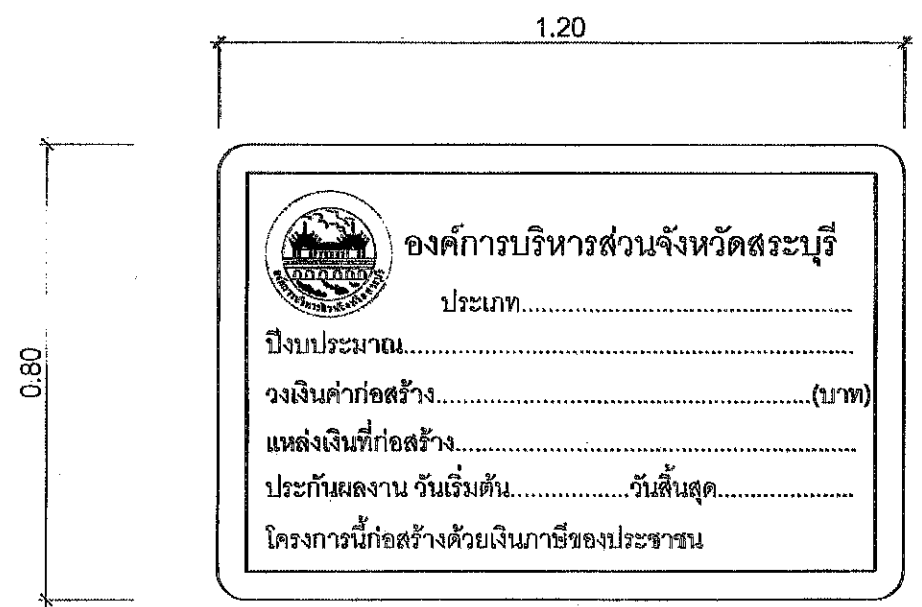 1.20
0.80
องค์การบริหารส่วนจังหวัดสระบุรี
ประเภท........................................................
ปีงบประมาณ...........................................................................
วงเงินค่าก่อสร้าง...............................................................(บาท)
แหล่งเงินที่ก่อสร้าง...................................................................
ประกันผลงาน วันเริ่มต้น..................วันสิ้นสุด.......................
โครงการนี้ก่อสร้างด้วยเงินภาษีของประชาชน